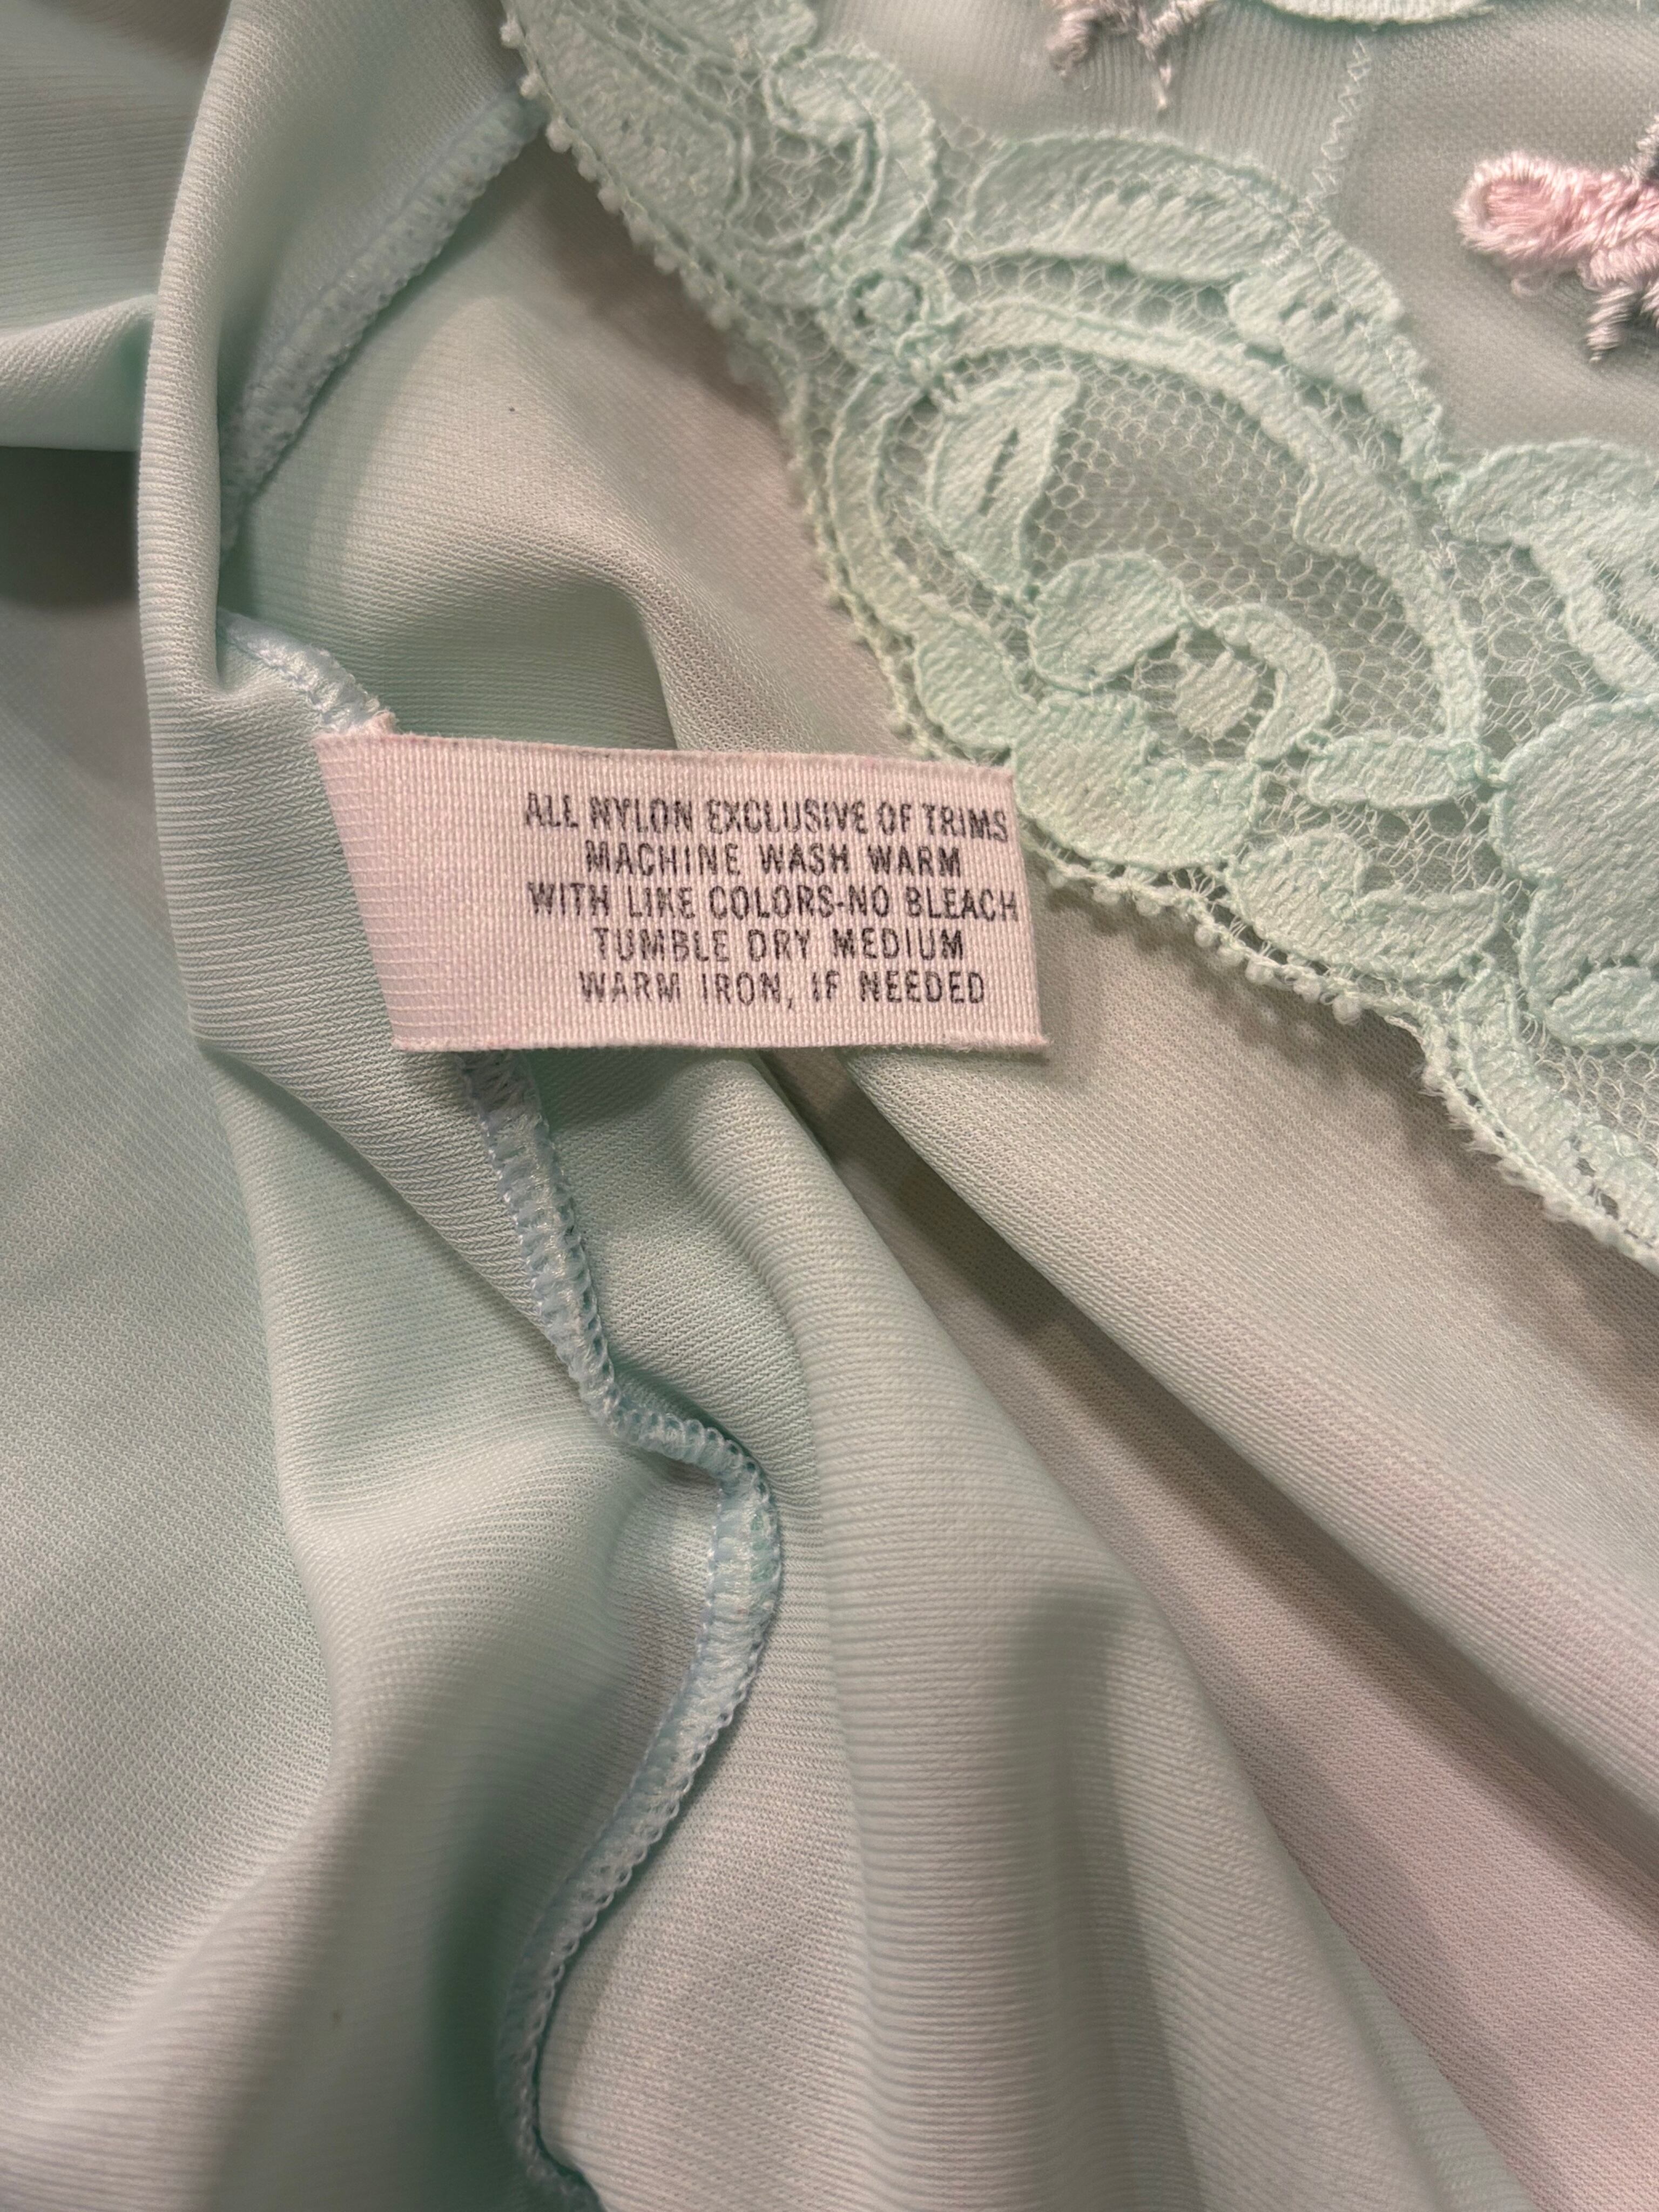 ALL NYLON EXCLUSIVE OF TRIMS
MACHINE WASH WARM
WITH LIKE COLORS-NO BLEACH
TUMBLE DRY MEDIUM
WARM IRON, IF NEEDED